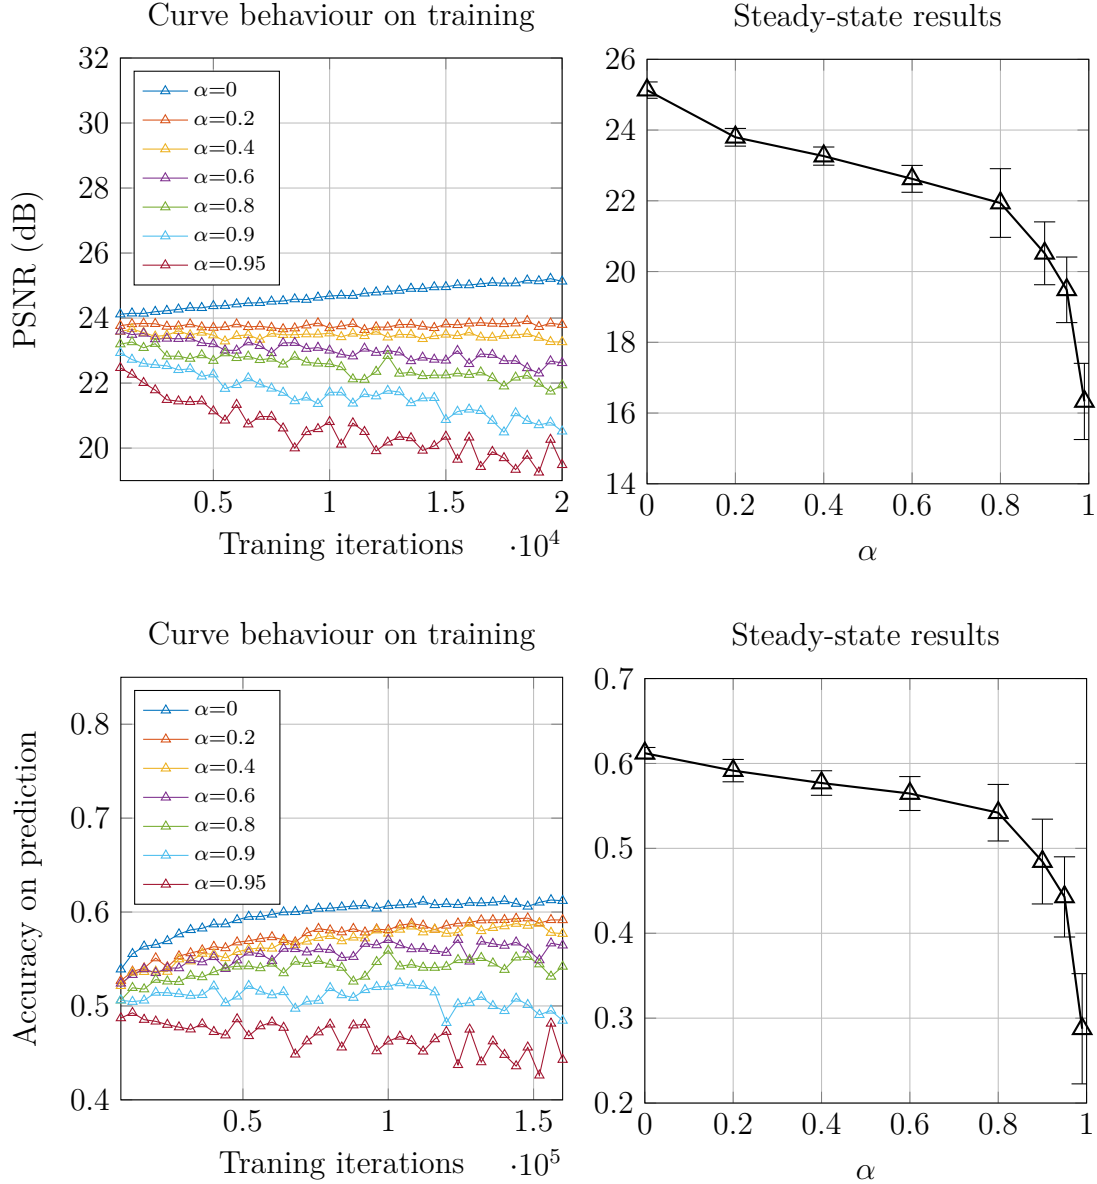 Curve behaviour on training
PSNR (dB)
32
30
28
26
24
22
20
α=0
α=0.2
α=0.4
α=0.6
α=0.8
α=0.9
α=0.95
0.5 1 1.5 2
Traning iterations ·10^4
Steady-state results
26
24
22
20
18
16
14
0 0.2 0.4 0.6 0.8 1
α
Curve behaviour on training
Accuracy on prediction
0.8
0.7
0.6
0.5
0.4
α=0
α=0.2
α=0.4
α=0.6
α=0.8
α=0.9
α=0.95
0.5 1 1.5
Traning iterations ·10^5
Steady-state results
0.7
0.6
0.5
0.4
0.3
0.2
0 0.2 0.4 0.6 0.8 1
α